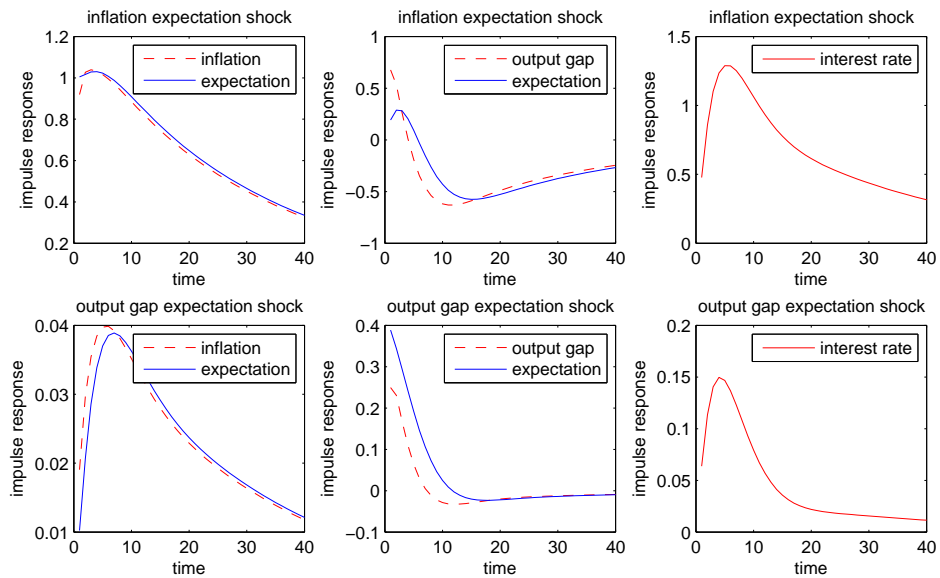 inflation expectation shock
impulse response
1.2
1
0.8
0.6
0.4
0.2
0 10 20 30 40
time
inflation
expectation
inflation expectation shock
impulse response
1
0.5
0
−0.5
−1
0 10 20 30 40
time
output gap
expectation
inflation expectation shock
impulse response
1.5
1
0.5
0
0 10 20 30 40
time
interest rate
output gap expectation shock
impulse response
0.04
0.03
0.02
0.01
0 10 20 30 40
time
inflation
expectation
output gap expectation shock
impulse response
0.4
0.3
0.2
0.1
0
−0.1
0 10 20 30 40
time
output gap
expectation
output gap expectation shock
impulse response
0.2
0.15
0.1
0.05
0
0 10 20 30 40
time
interest rate